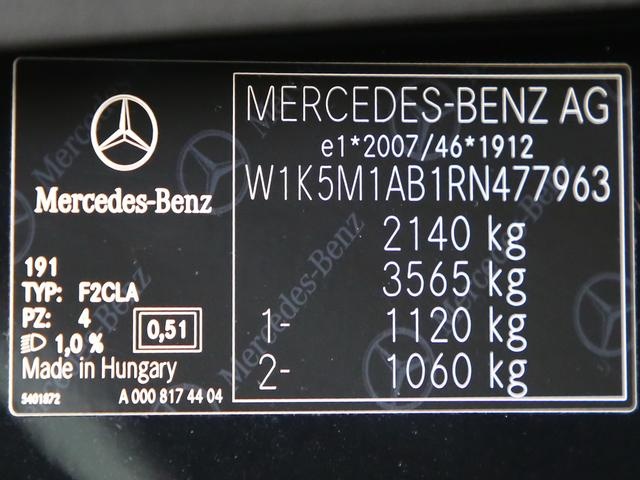 Mercedes-Benz
191
TYP: F2CLA
PZ: 4
1,0 %
0,51
Made in Hungary
5401872
A 000 817 44 04
MERCEDES-BENZ AG
e1*2007/46*1912
W1K5M1AB1RN477963
2140 kg
3565 kg
1- 1120 kg
2- 1060 kg